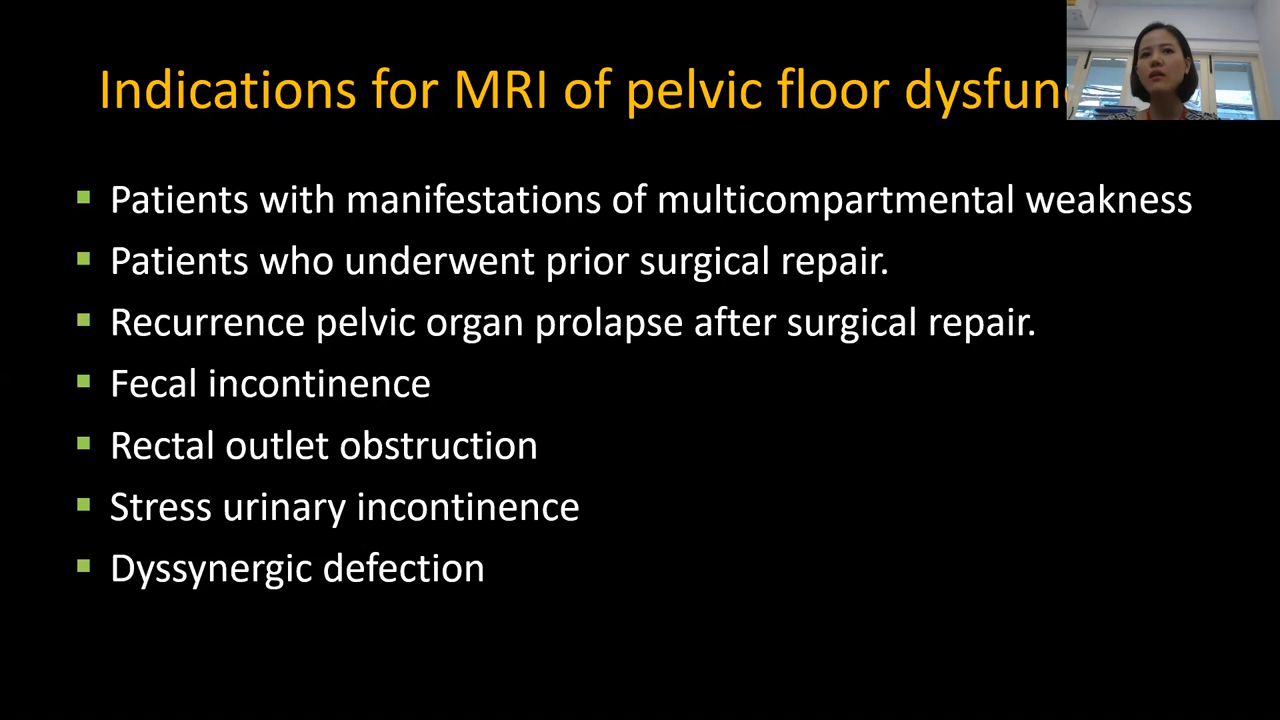 Indications for MRI of pelvic floor
Patients with manifestations of multicompartmental weakness
Patients who underwent prior surgical repair.
Recurrence pelvic organ prolapse after surgical repair.
Fecal incontinence
Rectal outlet obstruction
Stress urinary incontinence
Dyssynergic defection